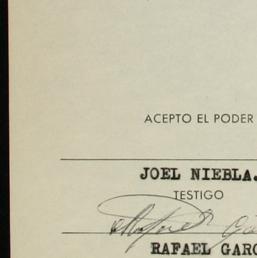 ACEPTO EL PODER
JOEL NIEBLA.
TESTIGO
RAFAEL GARC